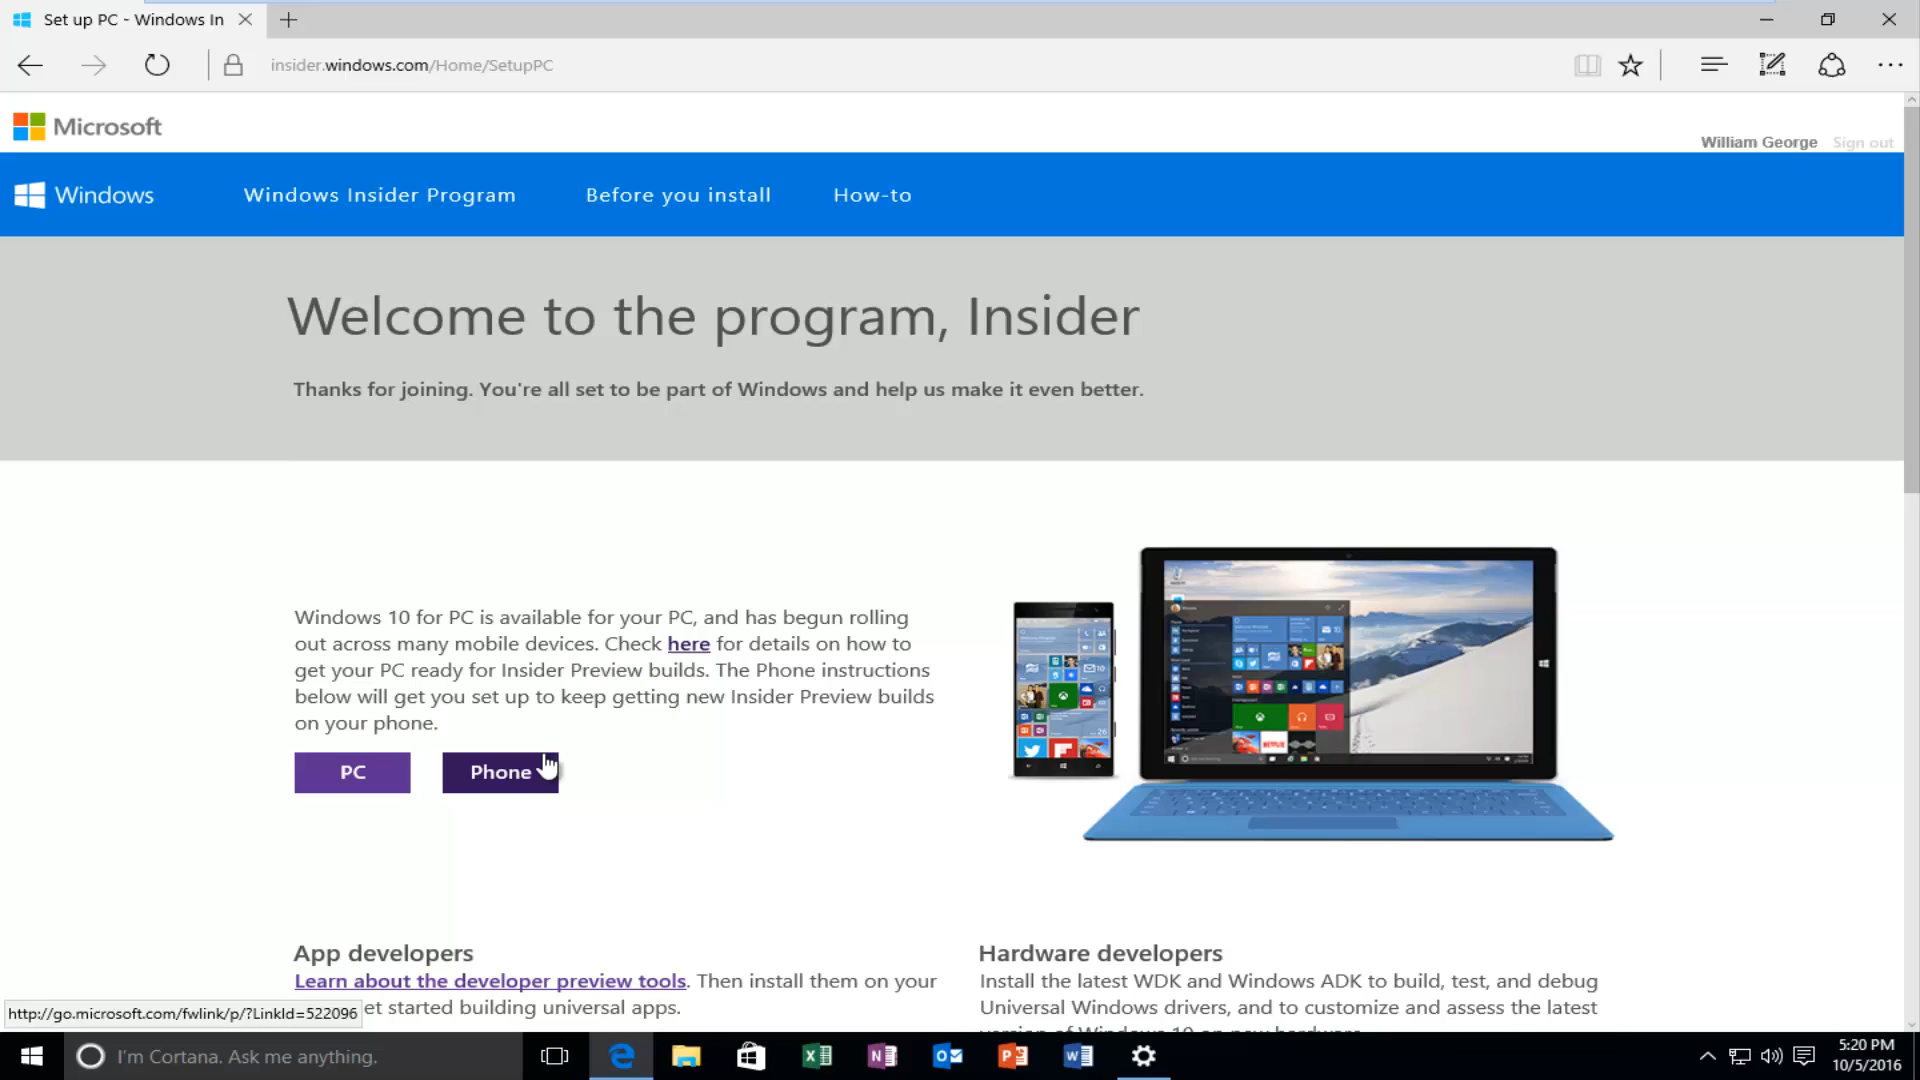 Set up PC - Windows In
insider.windows.com/Home/SetupPC
Microsoft
William George Sign out
Windows Windows Insider Program Before you install How-to
Welcome to the program, Insider
Thanks for joining. You're all set to be part of Windows and help us make it even better.
Windows 10 for PC is available for your PC, and has begun rolling
out across many mobile devices. Check here for details on how to
get your PC ready for Insider Preview builds. The Phone instructions
below will get you set up to keep getting new Insider Preview builds
on your phone.
PC Phone
App developers
Learn about the developer preview tools. Then install them on your
et started building universal apps.
Hardware developers
Install the latest WDK and Windows ADK to build, test, and debug
Universal Windows drivers, and to customize and assess the latest
version of Windows 10 on new hardware.
http://go.microsoft.com/fwlink/p/?LinkId=522096
I'm Cortana. Ask me anything.
5:20 PM
10/5/2016